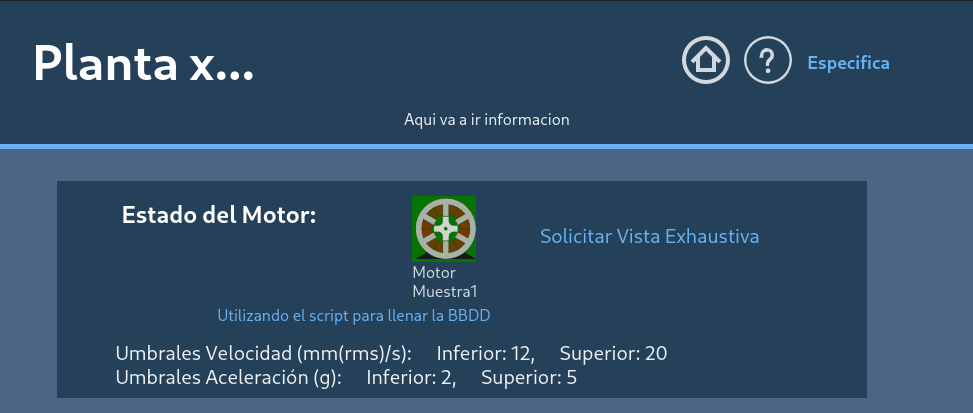 Planta x...
?
Especifica
Aqui va a ir informacion
Estado del Motor:
Solicitar Vista Exhaustiva
Motor
Muestra1
Utilizando el script para llenar la BBDD
Umbrales Velocidad (mm(rms)/s): Inferior: 12, Superior: 20
Umbrales Aceleración (g): Inferior: 2, Superior: 5